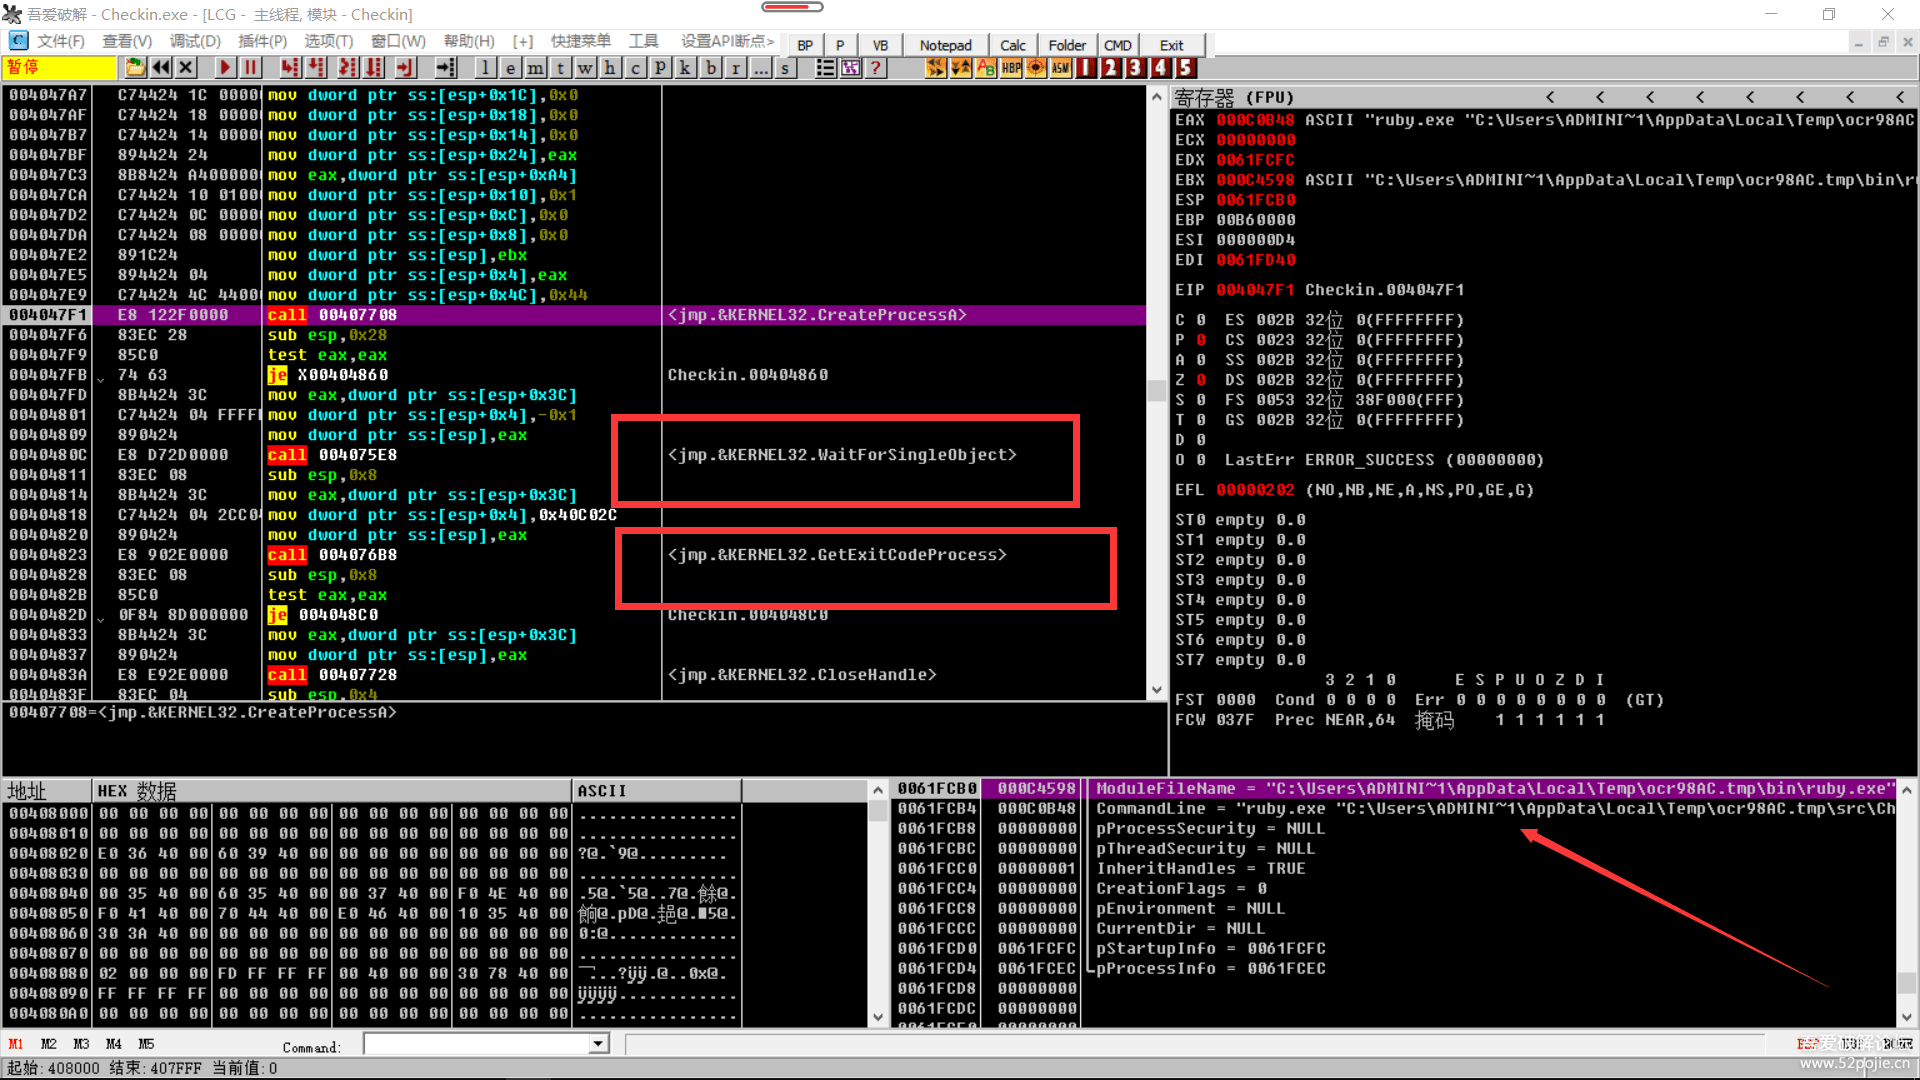 吾爱破解 - Checkin.exe - [LCG - 主线程, 模块 - Checkin]
文件(F) 查看(V) 调试(D) 插件(P) 选项(T) 窗口(W) 帮助(H) [+] 快捷菜单 工具 设置API断点> BP P VB Notepad Calc Folder CMD Exit
暂停 l e m t w h c p k b r ... s ? HBP ASM 1 2 3 4 5
004047A7 C74424 1C 0000 mov dword ptr ss:[esp+0x1C],0x0
004047AF C74424 18 0000 mov dword ptr ss:[esp+0x18],0x0
004047B7 C74424 14 0000 mov dword ptr ss:[esp+0x14],0x0
004047BF 894424 24 mov dword ptr ss:[esp+0x24],eax
004047C3 8B8424 A400000 mov eax,dword ptr ss:[esp+0xA4]
004047CA C74424 10 0100 mov dword ptr ss:[esp+0x10],0x1
004047D2 C74424 0C 0000 mov dword ptr ss:[esp+0xC],0x0
004047DA C74424 08 0000 mov dword ptr ss:[esp+0x8],0x0
004047E2 891C24 mov dword ptr ss:[esp],ebx
004047E5 894424 04 mov dword ptr ss:[esp+0x4],eax
004047E9 C74424 4C 4400 mov dword ptr ss:[esp+0x4C],0x44
004047F1 E8 122F0000 call 00407708 <jmp.&KERNEL32.CreateProcessA>
004047F6 83EC 28 sub esp,0x28
004047F9 85C0 test eax,eax
004047FB 74 63 je X00404860 Checkin.00404860
004047FD 8B4424 3C mov eax,dword ptr ss:[esp+0x3C]
00404801 C74424 04 FFFF mov dword ptr ss:[esp+0x4],-0x1
00404809 890424 mov dword ptr ss:[esp],eax
0040480C E8 D72D0000 call 004075E8 <jmp.&KERNEL32.WaitForSingleObject>
00404811 83EC 08 sub esp,0x8
00404814 8B4424 3C mov eax,dword ptr ss:[esp+0x3C]
00404818 C74424 04 2CC0 mov dword ptr ss:[esp+0x4],0x40C02C
00404820 890424 mov dword ptr ss:[esp],eax
00404823 E8 902E0000 call 004076B8 <jmp.&KERNEL32.GetExitCodeProcess>
00404828 83EC 08 sub esp,0x8
0040482B 85C0 test eax,eax
0040482D 0F84 8D000000 je 004048C0 Checkin.004048C0
00404833 8B4424 3C mov eax,dword ptr ss:[esp+0x3C]
00404837 890424 mov dword ptr ss:[esp],eax
0040483A E8 E92E0000 call 00407728 <jmp.&KERNEL32.CloseHandle>
0040483F 83EC 04 sub esp,0x4
00407708=<jmp.&KERNEL32.CreateProcessA>
寄存器 (FPU) < < < < < < < <
EAX 000C0B48 ASCII "ruby.exe "C:\Users\ADMINI~1\AppData\Local\Temp\ocr98AC
ECX 00000000
EDX 0061FCFC
EBX 000C4598 ASCII "C:\Users\ADMINI~1\AppData\Local\Temp\ocr98AC.tmp\bin\r
ESP 0061FCB0
EBP 00B60000
ESI 000000D4
EDI 0061FD40
EIP 004047F1 Checkin.004047F1
C 0 ES 002B 32位 0(FFFFFFFF)
P 0 CS 0023 32位 0(FFFFFFFF)
A 0 SS 002B 32位 0(FFFFFFFF)
Z 0 DS 002B 32位 0(FFFFFFFF)
S 0 FS 0053 32位 38F000(FFF)
T 0 GS 002B 32位 0(FFFFFFFF)
D 0
O 0 LastErr ERROR_SUCCESS (00000000)
EFL 00000202 (NO,NB,NE,A,NS,PO,GE,G)
ST0 empty 0.0
ST1 empty 0.0
ST2 empty 0.0
ST3 empty 0.0
ST4 empty 0.0
ST5 empty 0.0
ST6 empty 0.0
ST7 empty 0.0
3 2 1 0 E S P U O Z D I
FST 0000 Cond 0 0 0 0 Err 0 0 0 0 0 0 0 0 (GT)
FCW 037F Prec NEAR,64 掩码 1 1 1 1 1 1
地址 HEX 数据 ASCII
00408000 00 00 00 00 00 00 00 00 00 00 00 00 00 00 00 00 ................
00408010 00 00 00 00 00 00 00 00 00 00 00 00 00 00 00 00 ................
00408020 E0 36 40 00 60 39 40 00 00 00 00 00 00 00 00 00 ?@.`9@.........
00408030 00 00 00 00 00 00 00 00 00 00 00 00 00 00 00 00 ................
00408040 00 35 40 00 60 35 40 00 00 37 40 00 F0 4E 40 00 .5@.`5@..7@.餘@.
00408050 F0 41 40 00 70 44 40 00 E0 46 40 00 10 35 40 00 @.pD@.郌@.■5@.
00408060 30 3A 40 00 00 00 00 00 00 00 00 00 00 00 00 00 0:@.............
00408070 00 00 00 00 00 00 00 00 00 00 00 00 00 00 00 00 ................
00408080 02 00 00 00 FD FF FF FF 00 40 00 00 30 78 40 00 ...?ÿÿ.@..0x@.
00408090 FF FF FF FF 00 00 00 00 00 00 00 00 00 00 00 00 ÿÿÿÿ............
004080A0 00 00 00 00 00 00 00 00 00 00 00 00 00 00 00 00 ................
0061FCB0 000C4598 ModuleFileName = "C:\Users\ADMINI~1\AppData\Local\Temp\ocr98AC.tmp\bin\ruby.exe"
0061FCB4 000C0B48 CommandLine = "ruby.exe "C:\Users\ADMINI~1\AppData\Local\Temp\ocr98AC.tmp\src\Ch
0061FCB8 00000000 pProcessSecurity = NULL
0061FCBC 00000000 pThreadSecurity = NULL
0061FCC0 00000001 InheritHandles = TRUE
0061FCC4 00000000 CreationFlags = 0
0061FCC8 00000000 pEnvironment = NULL
0061FCCC 00000000 CurrentDir = NULL
0061FCD0 0061FCFC pStartupInfo = 0061FCFC
0061FCD4 0061FCEC pProcessInfo = 0061FCEC
0061FCD8 00000000
0061FCDC 00000000
M1 M2 M3 M4 M5 Command:
起始:408000 结束:407FFF 当前值:0
吾爱破解论坛
www.52pojie.cn